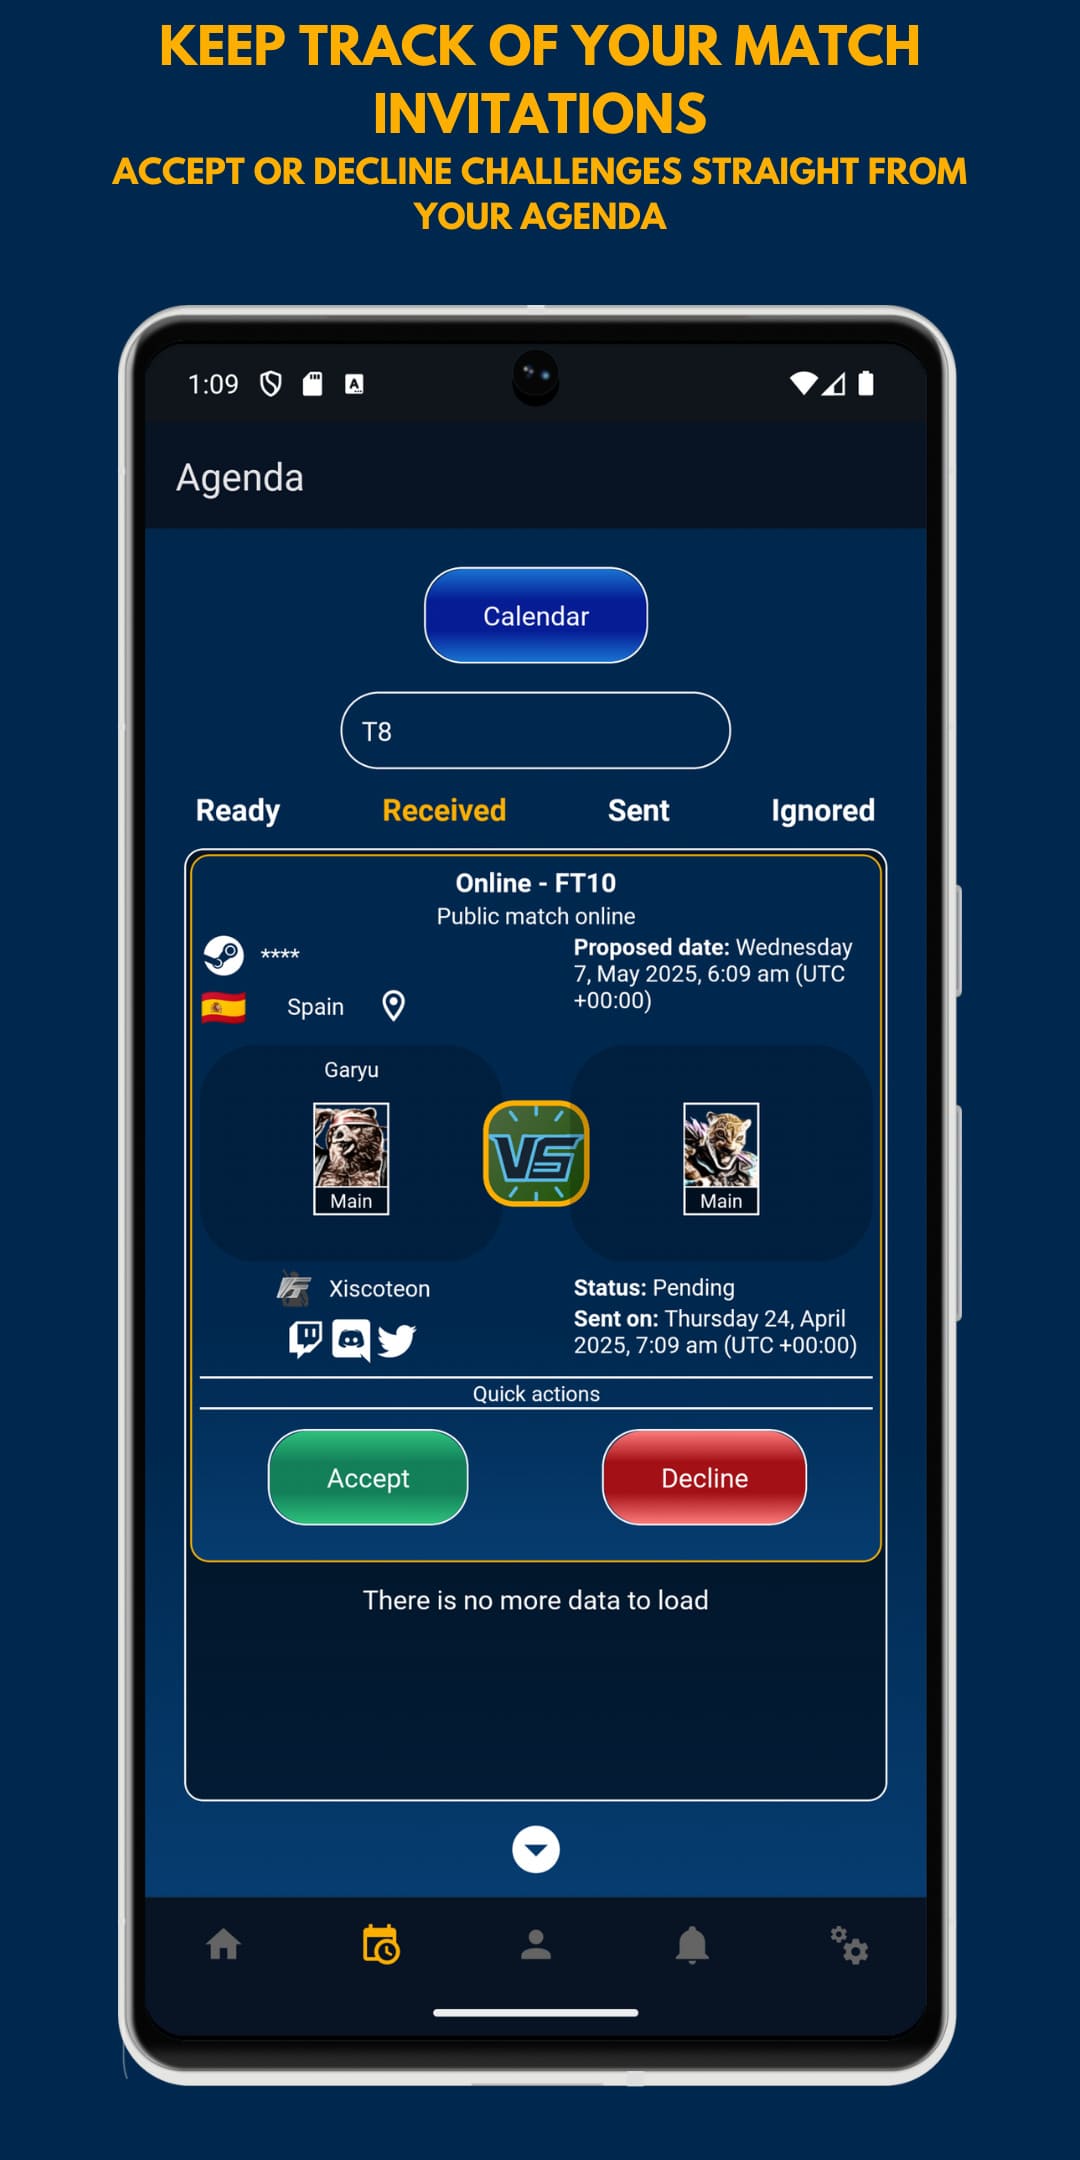 KEEP TRACK OF YOUR MATCH
INVITATIONS
ACCEPT OR DECLINE CHALLENGES STRAIGHT FROM
YOUR AGENDA
1:09
A
Agenda
Calendar
T8
Ready Received Sent Ignored
Online - FT10
Public match online
****
Spain
Proposed date: Wednesday
7, May 2025, 6:09 am (UTC
+00:00)
Garyu
Main
VS
Main
FT Xiscoteon
Status: Pending
Sent on: Thursday 24, April
2025, 7:09 am (UTC +00:00)
Quick actions
Accept Decline
There is no more data to load